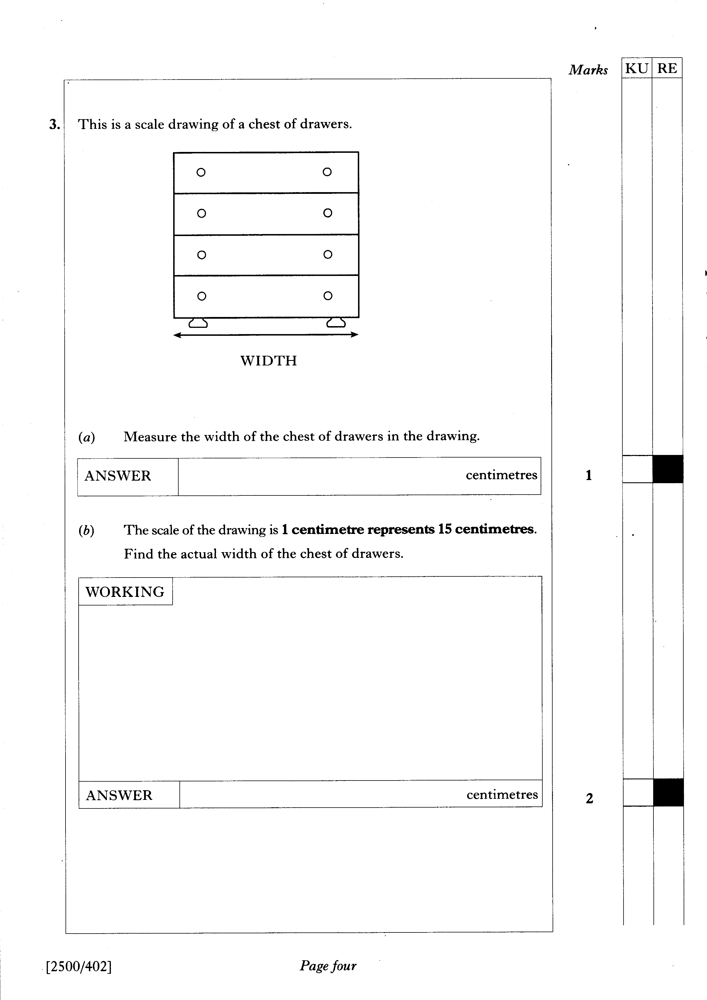 Marks KU RE
3. This is a scale drawing of a chest of drawers.
WIDTH
(a) Measure the width of the chest of drawers in the drawing.
ANSWER centimetres 1
(b) The scale of the drawing is 1 centimetre represents 15 centimetres.
Find the actual width of the chest of drawers.
WORKING
ANSWER centimetres 2
[2500/402] Page four